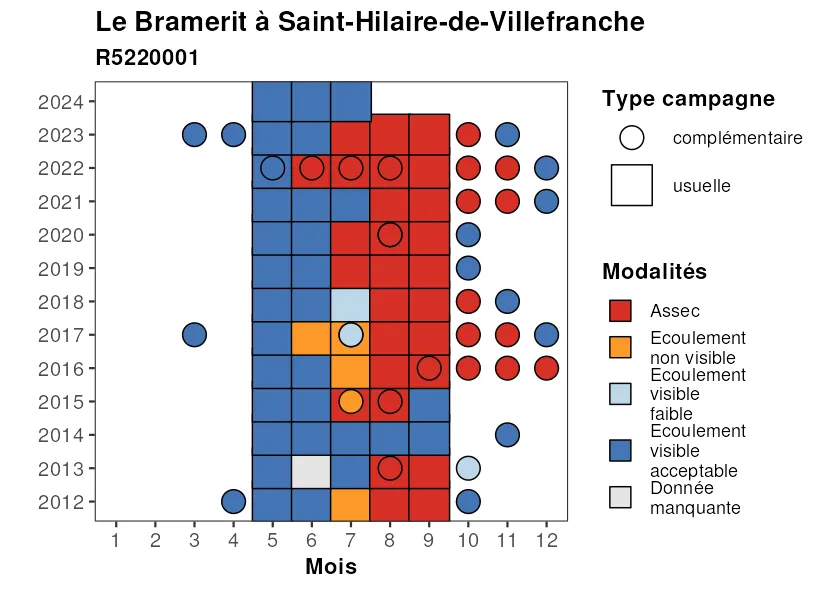 Le Bramerit à Saint-Hilaire-de-Villefranche
R5220001
2024
2023
2022
2021
2020
2019
2018
2017
2016
2015
2014
2013
2012
1 2 3 4 5 6 7 8 9 10 11 12
Mois
Type campagne
complémentaire
usuelle
Modalités
Assec
Ecoulement
non visible
Ecoulement
visible
faible
Ecoulement
visible
acceptable
Donnée
manquante